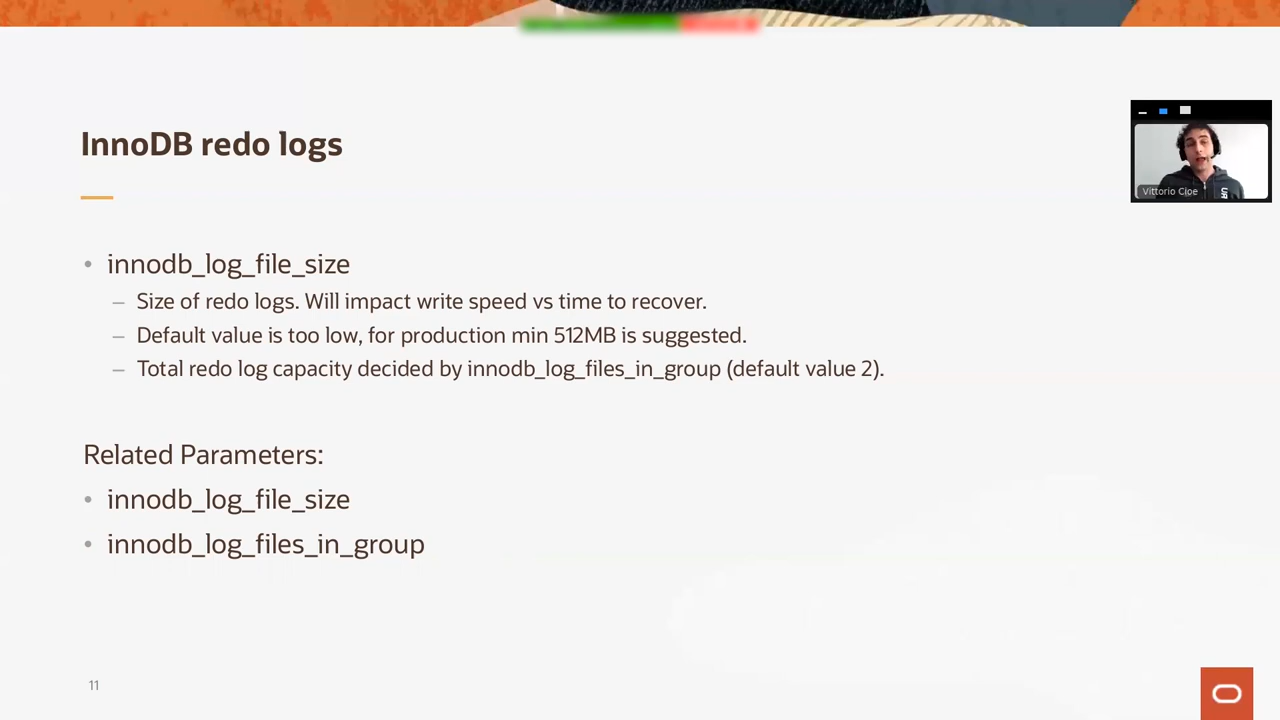 InnoDB redo logs
Vittorio Cioe
• innodb_log_file_size
– Size of redo logs. Will impact write speed vs time to recover.
– Default value is too low, for production min 512MB is suggested.
– Total redo log capacity decided by innodb_log_files_in_group (default value 2).
Related Parameters:
• innodb_log_file_size
• innodb_log_files_in_group
11